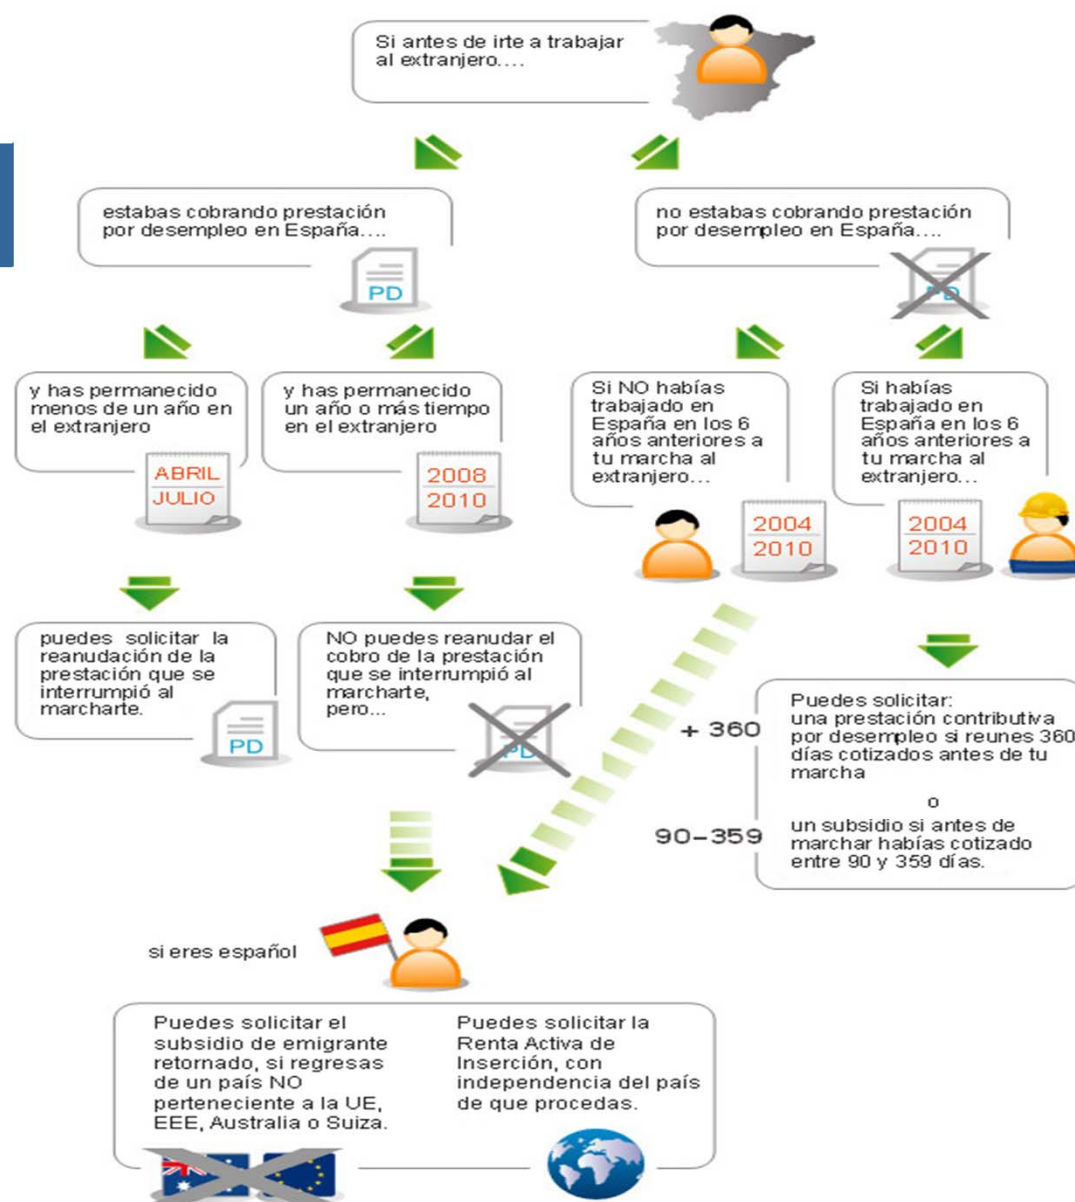 Si antes de irte a trabajar
al extranjero....
estabas cobrando prestación
por desempleo en España....
PD
no estabas cobrando prestación
por desempleo en España....
PD
y has permanecido
menos de un año en
el extranjero
ABRIL
JULIO
y has permanecido
un año o más tiempo
en el extranjero
2008
2010
Si NO habías
trabajado en
España en los 6
años anteriores a
tu marcha al
extranjero...
2004
2010
Si habías
trabajado en
España en los 6
años anteriores a
tu marcha al
extranjero...
2004
2010
puedes solicitar la
reanudación de la
prestación que se
interrumpió al
marcharte.
PD
NO puedes reanudar el
cobro de la prestación
que se interrumpió al
marcharte,
pero...
PD
+ 360
Puedes solicitar:
una prestación contributiva
por desempleo si reunes 360
días cotizados antes de tu
marcha
o
90-359
un subsidio si antes de
marchar habías cotizado
entre 90 y 359 días.
si eres español
Puedes solicitar el
subsidio de emigrante
retornado, si regresas
de un país NO
perteneciente a la UE,
EEE, Australia o Suiza.
Puedes solicitar la
Renta Activa de
Inserción, con
independencia del país
de que procedas.